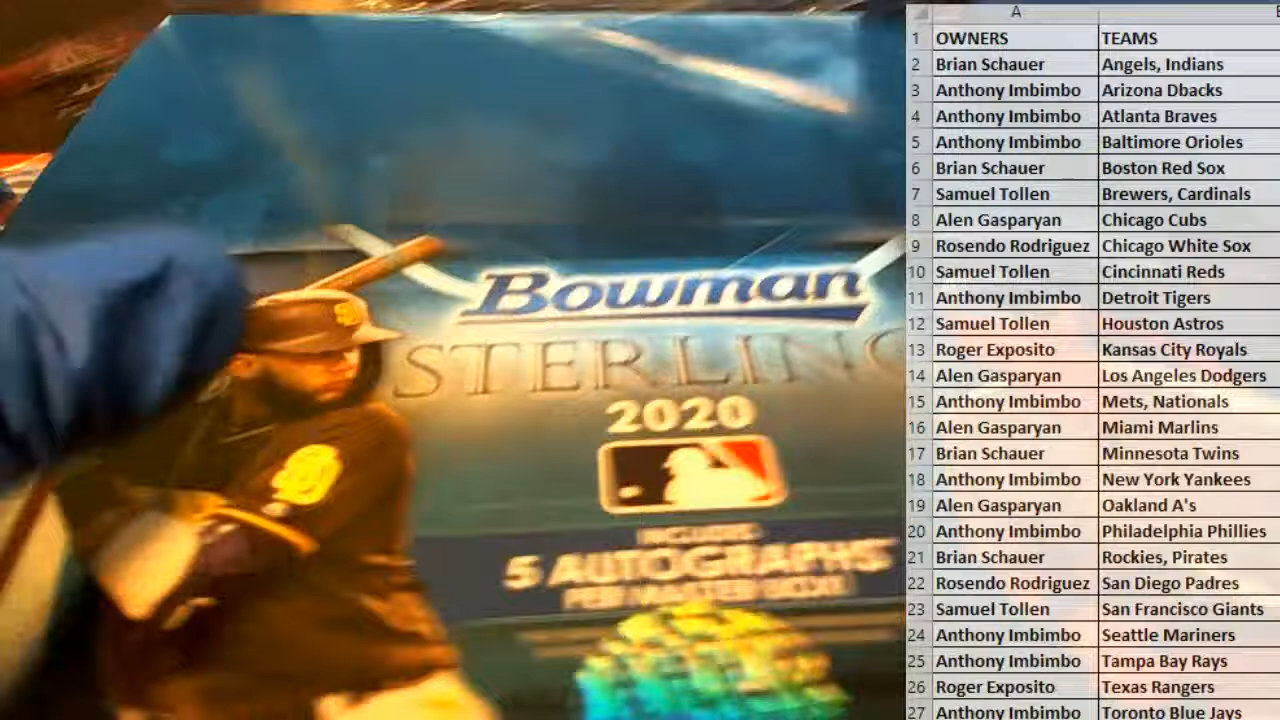 Bowman
STERLING
2020
INCLUDES
5 AUTOGRAPHS
PER MASTER BOX!
SD
SD
A
1 OWNERS TEAMS
2 Brian Schauer Angels, Indians
3 Anthony Imbimbo Arizona Dbacks
4 Anthony Imbimbo Atlanta Braves
5 Anthony Imbimbo Baltimore Orioles
6 Brian Schauer Boston Red Sox
7 Samuel Tollen Brewers, Cardinals
8 Alen Gasparyan Chicago Cubs
9 Rosendo Rodriguez Chicago White Sox
10 Samuel Tollen Cincinnati Reds
11 Anthony Imbimbo Detroit Tigers
12 Samuel Tollen Houston Astros
13 Roger Exposito Kansas City Royals
14 Alen Gasparyan Los Angeles Dodgers
15 Anthony Imbimbo Mets, Nationals
16 Alen Gasparyan Miami Marlins
17 Brian Schauer Minnesota Twins
18 Anthony Imbimbo New York Yankees
19 Alen Gasparyan Oakland A's
20 Anthony Imbimbo Philadelphia Phillies
21 Brian Schauer Rockies, Pirates
22 Rosendo Rodriguez San Diego Padres
23 Samuel Tollen San Francisco Giants
24 Anthony Imbimbo Seattle Mariners
25 Anthony Imbimbo Tampa Bay Rays
26 Roger Exposito Texas Rangers
27 Anthony Imbimbo Toronto Blue Jays